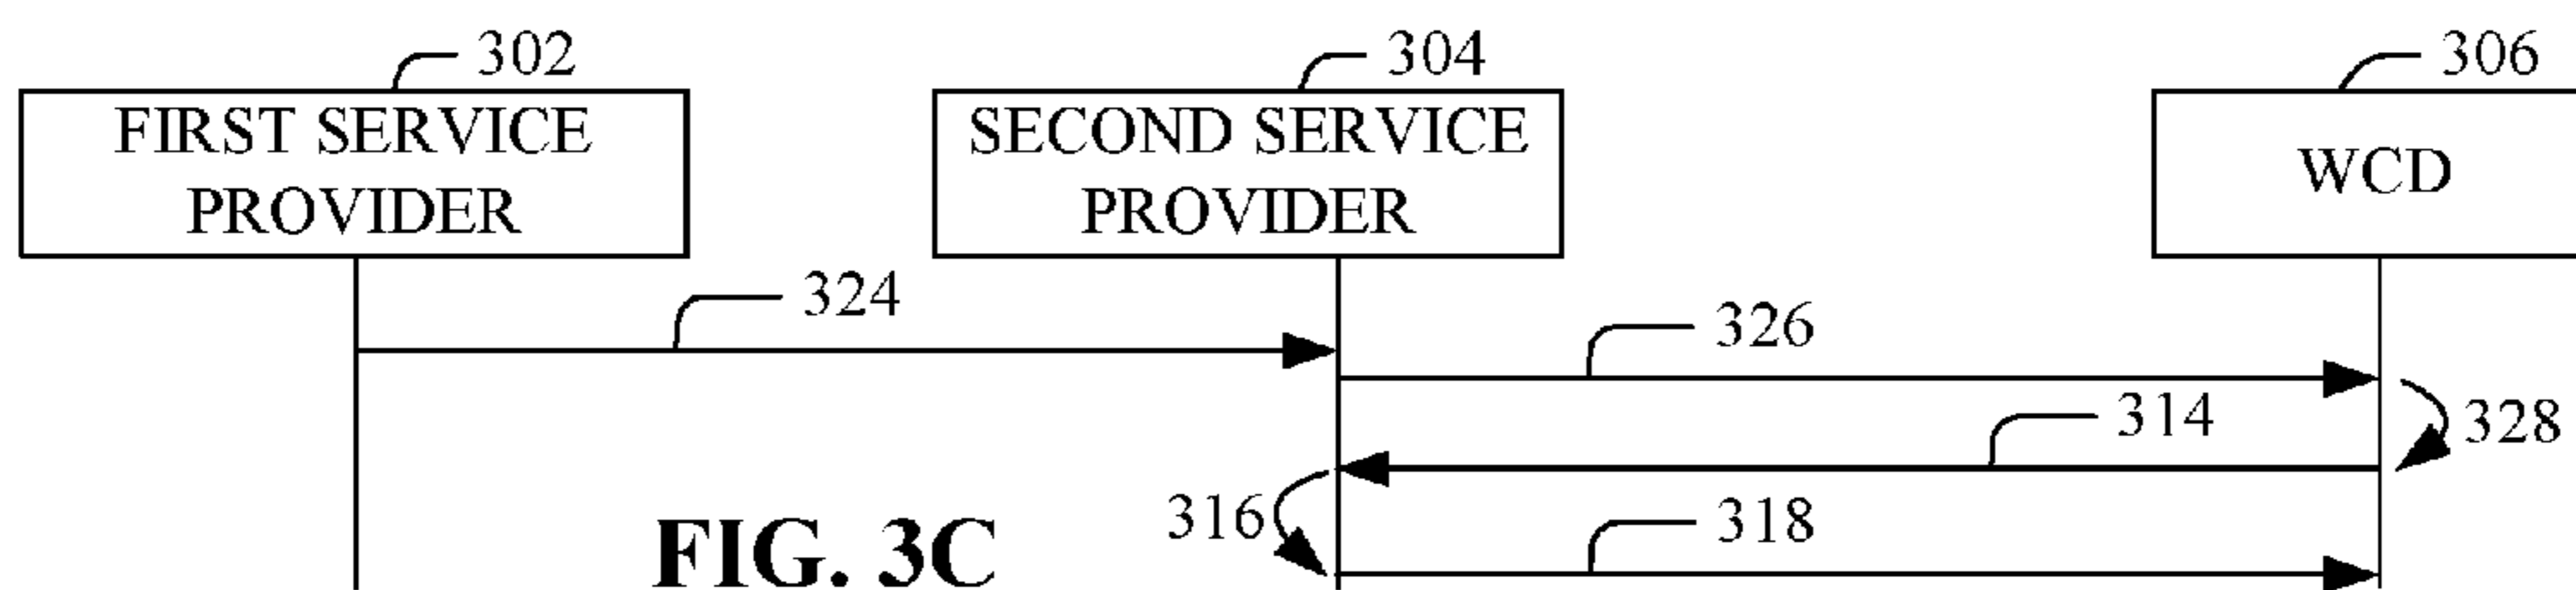 302
304
306
FIRST SERVICE
PROVIDER
SECOND SERVICE
PROVIDER
WCD
324
326
314
328
316
318
FIG. 3C